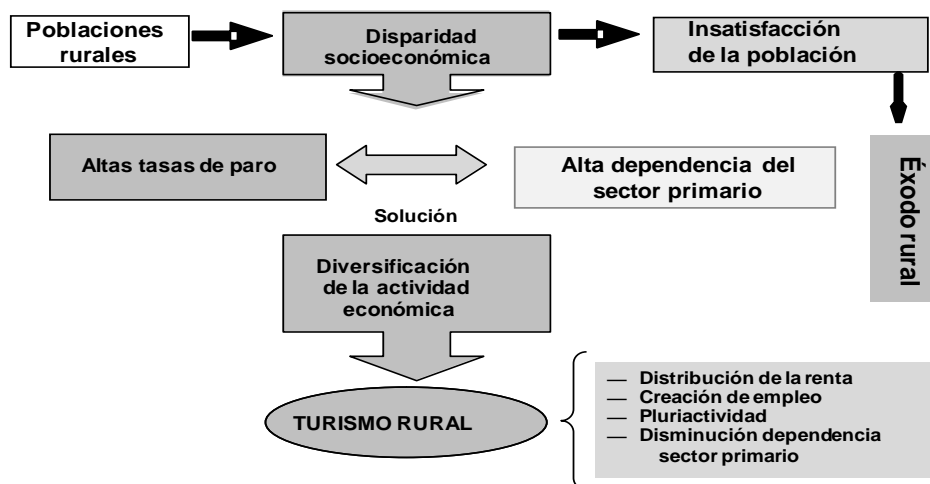 Poblaciones
rurales
Disparidad
socioeconómica
Insatisfacción
de la población
Altas tasas de paro
Alta dependencia del
sector primario
Éxodo rural
Solución
Diversificación
de la actividad
económica
TURISMO RURAL
— Distribución de la renta
— Creación de empleo
— Pluriactividad
— Disminución dependencia
sector primario